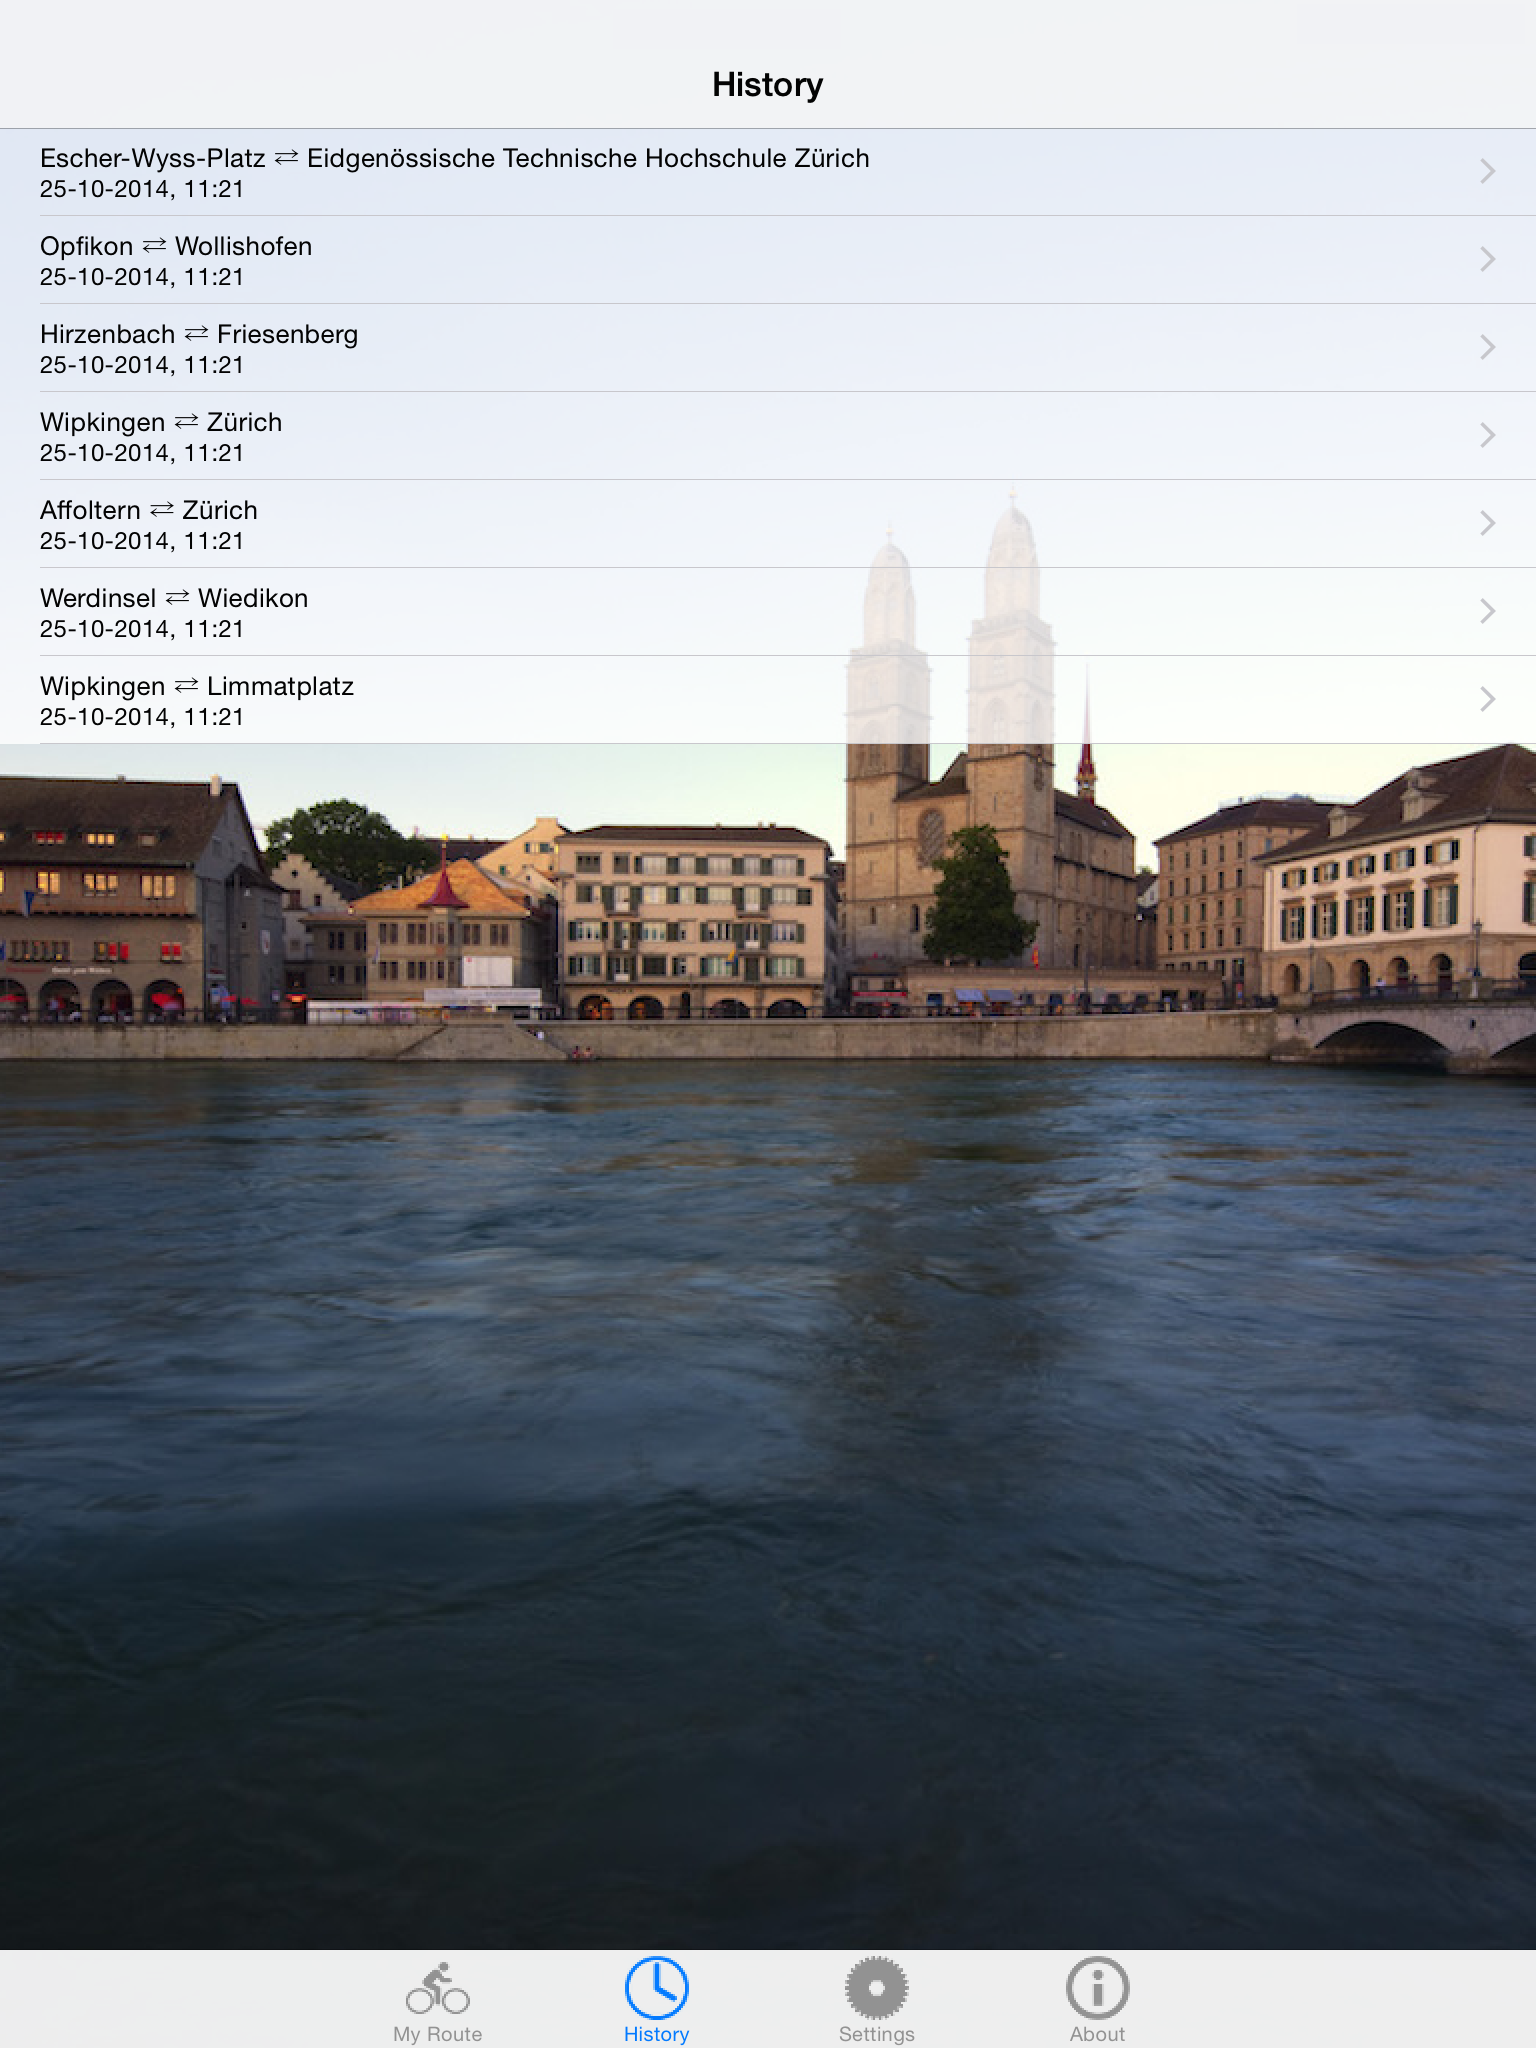 History
Escher-Wyss-Platz ⇄ Eidgenössische Technische Hochschule Zürich
25-10-2014, 11:21
Opfikon ⇄ Wollishofen
25-10-2014, 11:21
Hirzenbach ⇄ Friesenberg
25-10-2014, 11:21
Wipkingen ⇄ Zürich
25-10-2014, 11:21
Affoltern ⇄ Zürich
25-10-2014, 11:21
Werdinsel ⇄ Wiedikon
25-10-2014, 11:21
Wipkingen ⇄ Limmatplatz
25-10-2014, 11:21
My Route
History
Settings
About